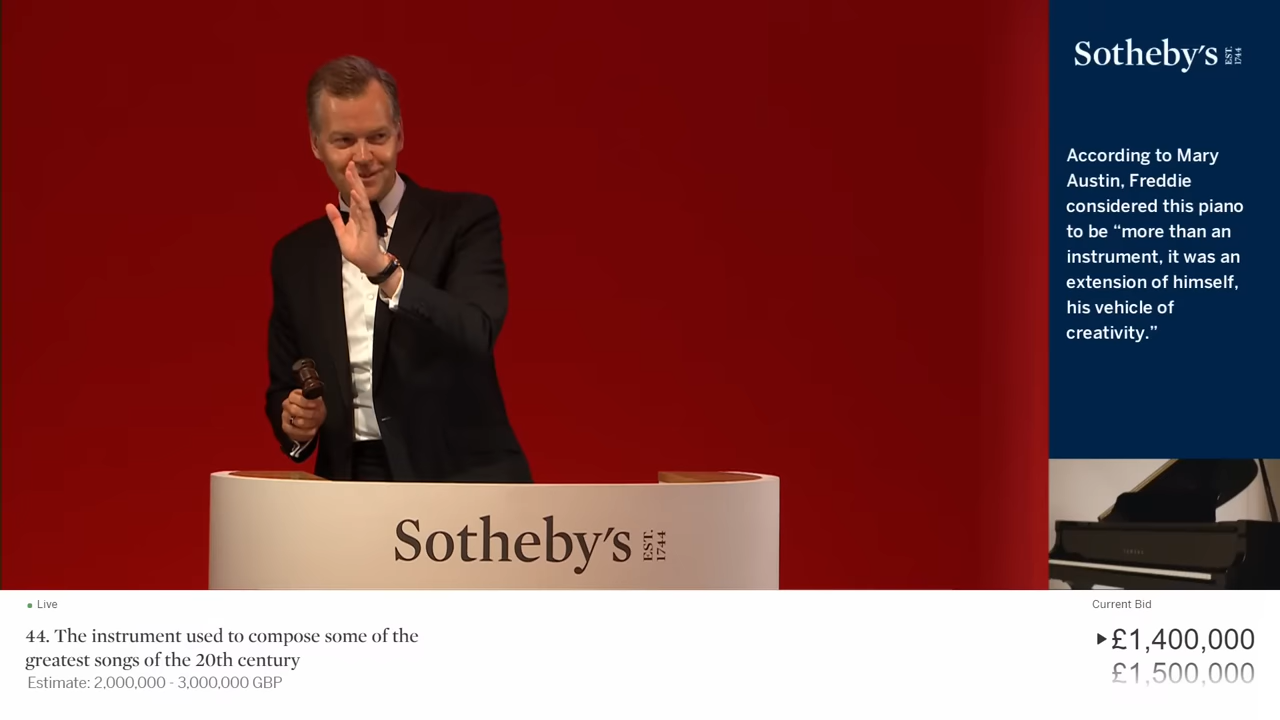 Sotheby's EST. 1744
According to Mary
Austin, Freddie
considered this piano
to be “more than an
instrument, it was an
extension of himself,
his vehicle of
creativity.”
Sotheby's EST. 1744
YAMAHA
Live
44. The instrument used to compose some of the
greatest songs of the 20th century
Estimate: 2,000,000 - 3,000,000 GBP
Current Bid
£1,400,000
£1,500,000